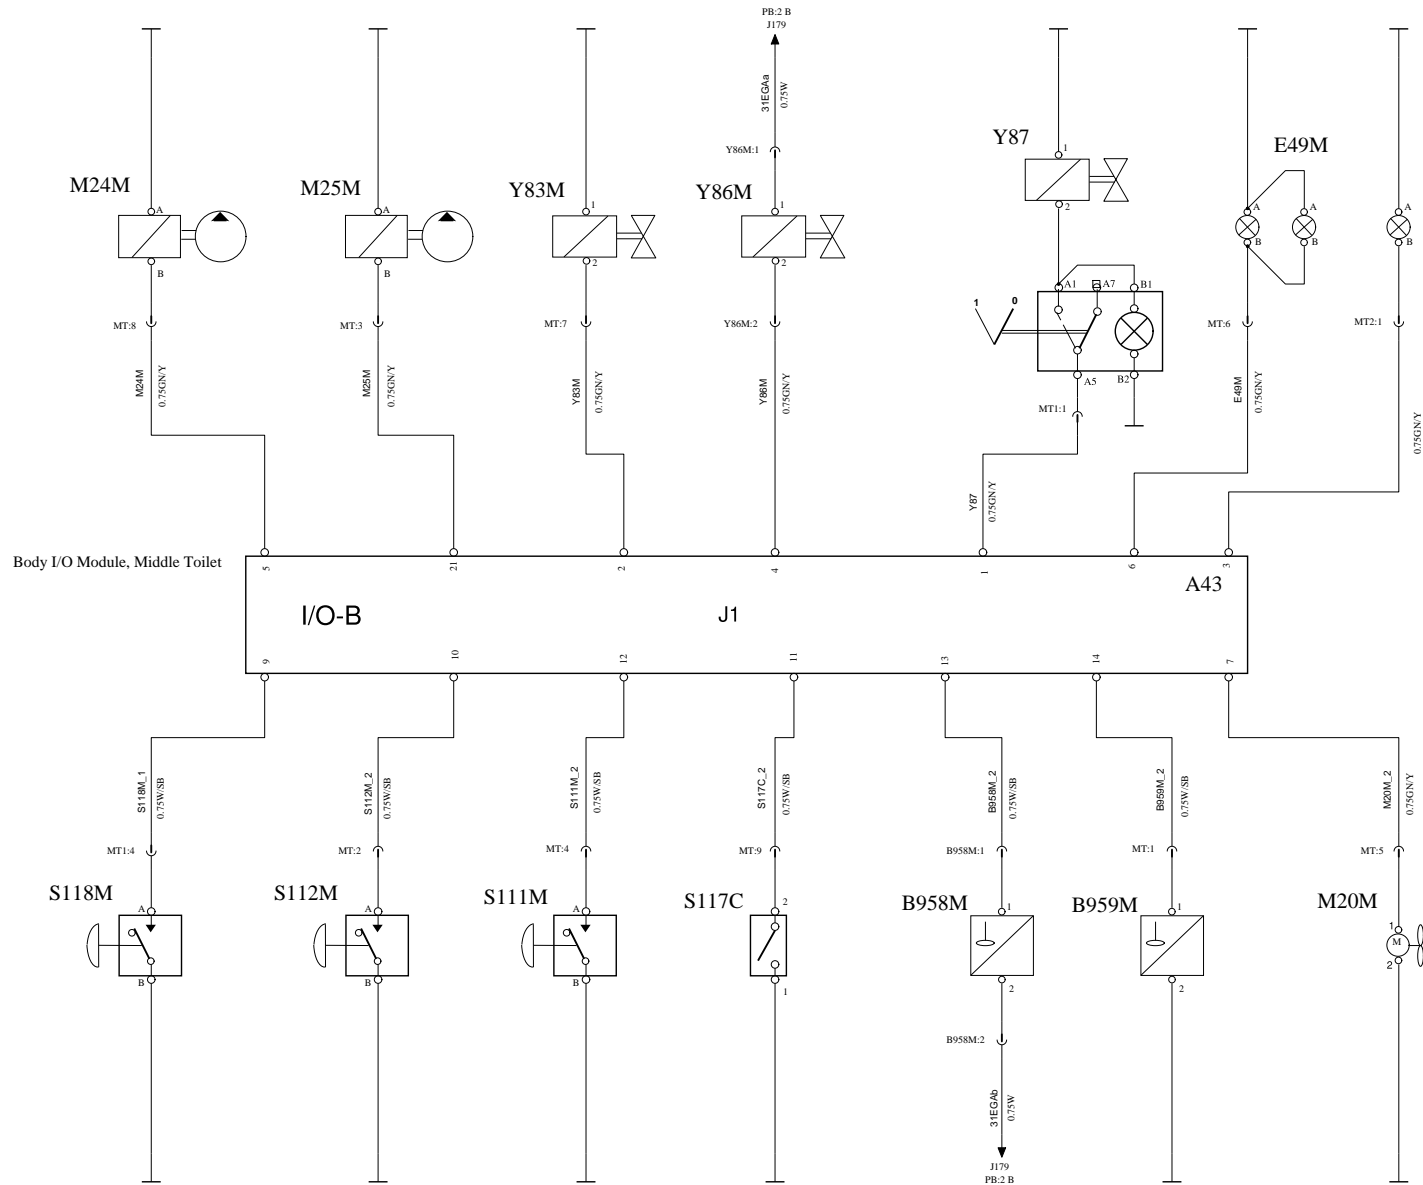 PB:2 B
J179
31EGAa
0.75W
Y86M:1
Y87
1
2
E49M
M24M
M25M
Y83M
Y86M
A
B
A
B
1
2
1
2
A
B
A
B
A
B
A1
A7
B1
1
0
A5
B2
MT:8
MT:3
MT:7
Y86M:2
MT1:1
MT:6
MT2:1
M24M
0.75GN/Y
M25M
0.75GN/Y
Y83M
0.75GN/Y
Y86M
0.75GN/Y
Y87
0.75GN/Y
E49M
0.75GN/Y
0.75GN/Y
Body I/O Module, Middle Toilet
5
21
2
4
1
6
3
A43
I/O-B
J1
9
10
12
11
13
14
7
S118M_1
0.75W/SB
S112M_2
0.75W/SB
S111M_2
0.75W/SB
S117C_2
0.75W/SB
B958M_2
0.75W/SB
B959M_2
0.75W/SB
M20M_2
0.75GN/Y
MT1:4
MT:2
MT:4
MT:9
B958M:1
MT:1
MT:5
S118M
S112M
S111M
S117C
B958M
B959M
M20M
A
B
A
B
A
B
2
1
1
2
1
2
1
M
2
B958M:2
31EGAb
0.75W
J179
PB:2 B